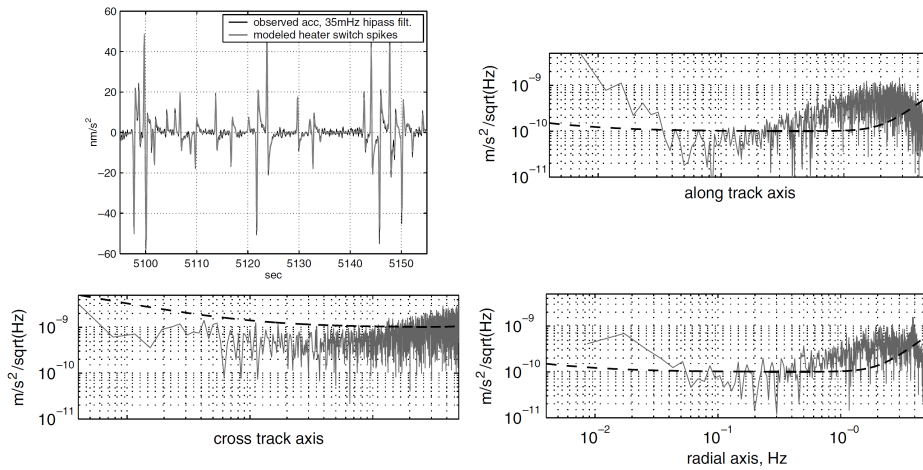 observed acc, 35mHz hipass filt.
modeled heater switch spikes
60
40
20
0
−20
−40
−60
nm/s²
5100 5110 5120 5130 5140 5150
sec
10⁻⁹
10⁻¹⁰
10⁻¹¹
m/s² /sqrt(Hz)
along track axis
10⁻⁹
10⁻¹⁰
10⁻¹¹
m/s² /sqrt(Hz)
cross track axis
10⁻⁹
10⁻¹⁰
10⁻¹¹
m/s² /sqrt(Hz)
10⁻² 10⁻¹ 10⁻⁰
radial axis, Hz